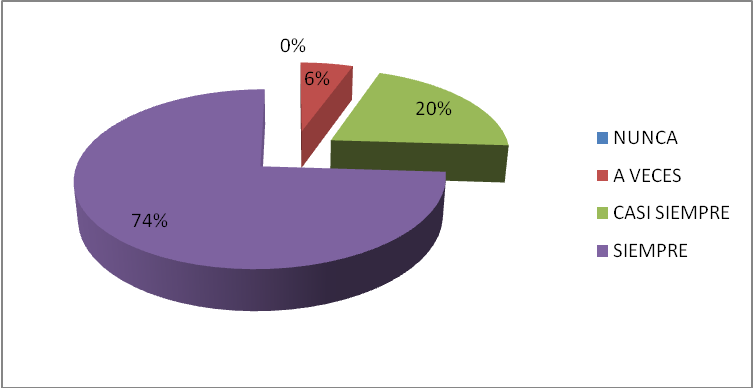 0%
6%
20%
74%
NUNCA
A VECES
CASI SIEMPRE
SIEMPRE